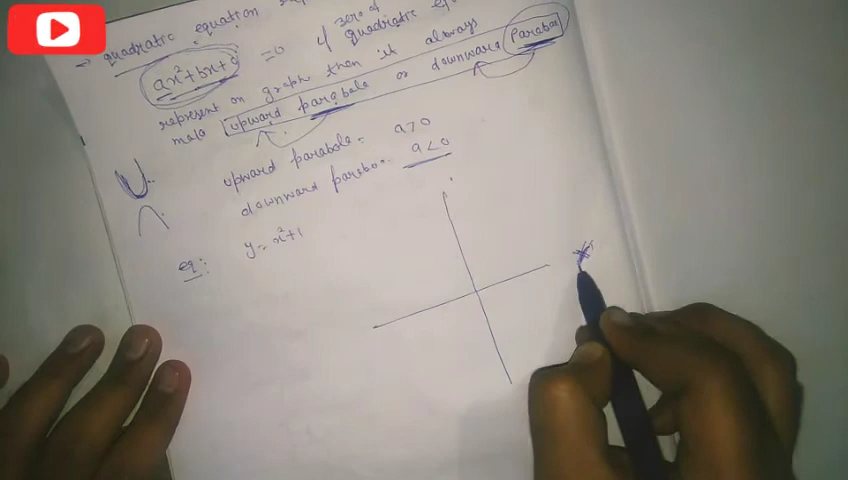 → quadratic equation
ax²+bx+c =0 if zero of quadratic
represent on graph then it always
make upward parabola or downward parabo
upward parabola - a>0
downward parabo- a<0
eg: y= x²+1